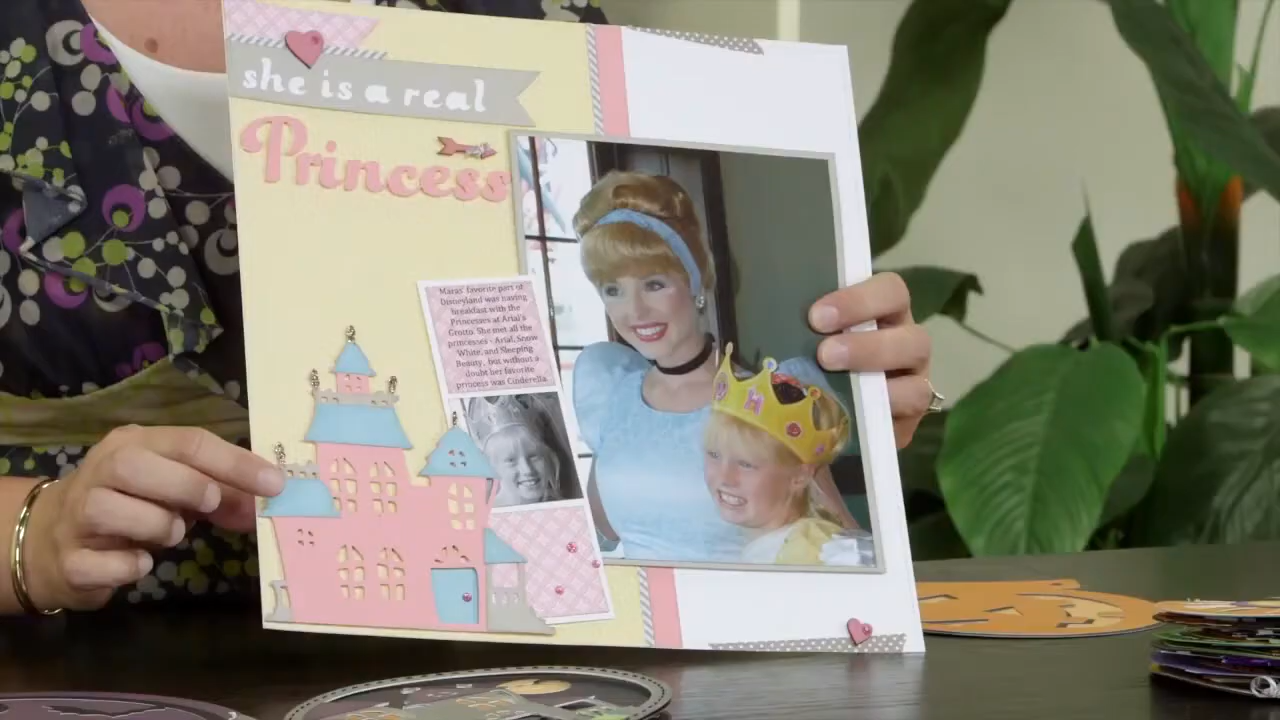 she is a real
Princess
Maras' favorite part of
Disneyland was having
breakfast with the
Princesses at Arial's
Grotto. She met all the
princesses - Arial, Snow
White, and Sleeping
Beauty, but without a
doubt her favorite
princess was Cinderella.